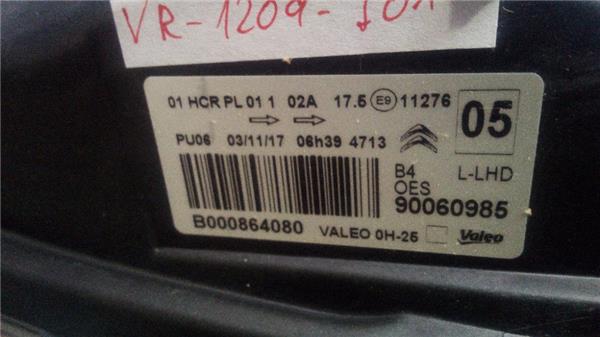 VR-1209-
01 HCR PL 01 1 02A 17.5 E9 11276
05
PU06 03/11/17 06h39 4713
B4 L-LHD
OES
90060985
B000864080 VALEO 0H-25 Valeo